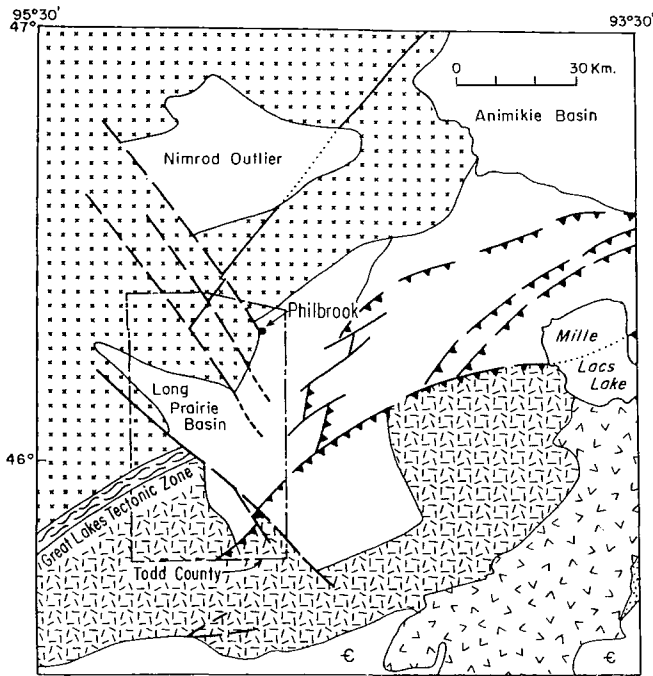 95°30'
93°30'
47°
0 30 Km.
Animikie Basin
Nimrod Outlier
Philbrook
Mille
Lacs
Lake
Long
Prairie
Basin
46°
Great Lakes Tectonic Zone
Todd County
Є
Є